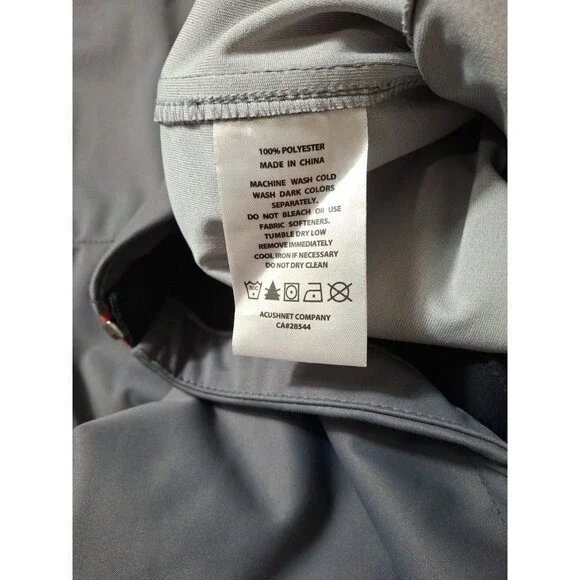 100% POLYESTER
MADE IN CHINA
MACHINE WASH COLD
WASH DARK COLORS
SEPARATELY.
DO NOT BLEACH OR USE
FABRIC SOFTENERS.
TUMBLE DRY LOW
REMOVE IMMEDIATELY
COOL IRON IF NECESSARY
DO NOT DRY CLEAN
ACUSHNET COMPANY
CA#28544